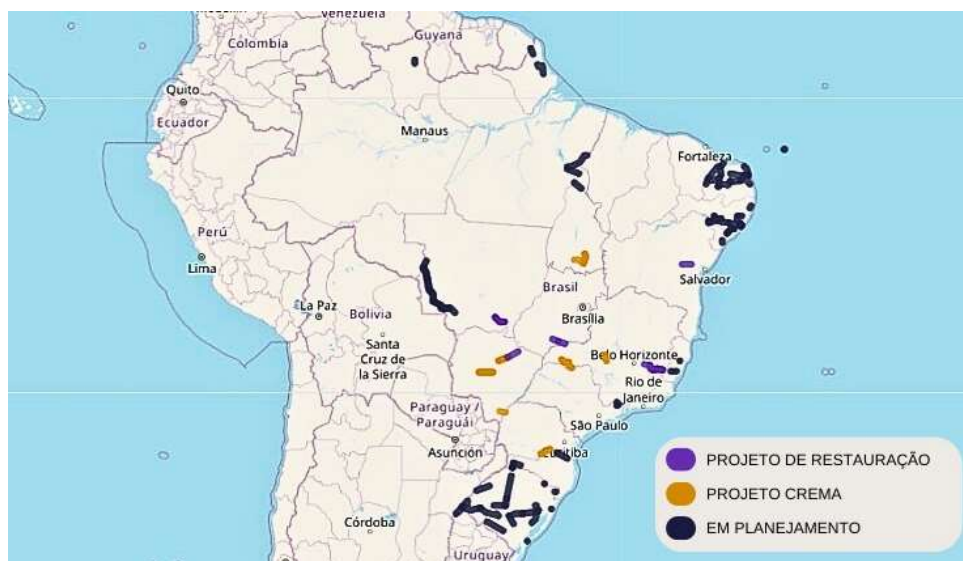 Venezuela
Guyana
Colombia
Quito
Ecuador
Manaus
Fortaleza
Perú
Lima
Salvador
Brasil
La Paz
Bolivia
Brasília
Santa
Cruz de
la Sierra
Belo Horizonte
Rio de
Janeiro
Paraguay /
Paraguái
São Paulo
Asunción
Córdoba
Uruguay
PROJETO DE RESTAURAÇÃO
PROJETO CREMA
EM PLANEJAMENTO